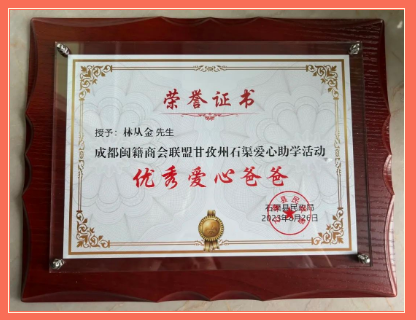 荣誉证书
授予：林从金 先生
成都闽籍商会联盟甘孜州石渠爱心助学活动
优秀爱心爸爸
石渠县民政局
2023年8月26日